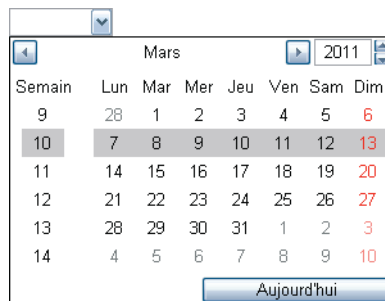 Mars 2011
Semain Lun Mar Mer Jeu Ven Sam Dim
9 28 1 2 3 4 5 6
10 7 8 9 10 11 12 13
11 14 15 16 17 18 19 20
12 21 22 23 24 25 26 27
13 28 29 30 31 1 2 3
14 4 5 6 7 8 9 10
Aujourd'hui